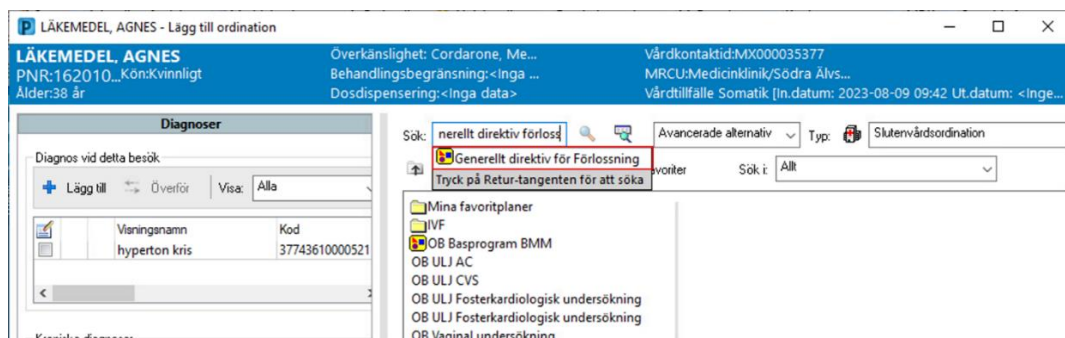 LÄKEMEDEL, AGNES - Lägg till ordination
LÄKEMEDEL, AGNES
PNR:162010...Kön:Kvinnligt
Ålder:38 år
Överkänslighet: Cordarone, Me...
Behandlingsbegränsning:<Inga ...
Dosdispensering:<Inga data>
Vårdkontaktid:MX000035377
MRCU:Medicinklinik/Södra Älvs...
Vårdtillfälle Somatik [In.datum: 2023-08-09 09:42 Ut.datum: <Inge...
Diagnoser
Diagnos vid detta besök
Lägg till Överför Visa: Alla
Visningsnamn Kod
hyperton kris 37743610000521
Sök: nerellt direktiv förloss Avancerade alternativ Typ: Slutenvårdsordination
Generellt direktiv för Förlossning
Tryck på Retur-tangenten för att söka
avoriter Sök i: Allt
Mina favoritplaner
IVF
OB Basprogram BMM
OB ULJ AC
OB ULJ CVS
OB ULJ Fosterkardiologisk undersökning
OB ULJ Fosterkardiologisk undersökning
OB Vaginal undersökning
Kroniska diagnoser